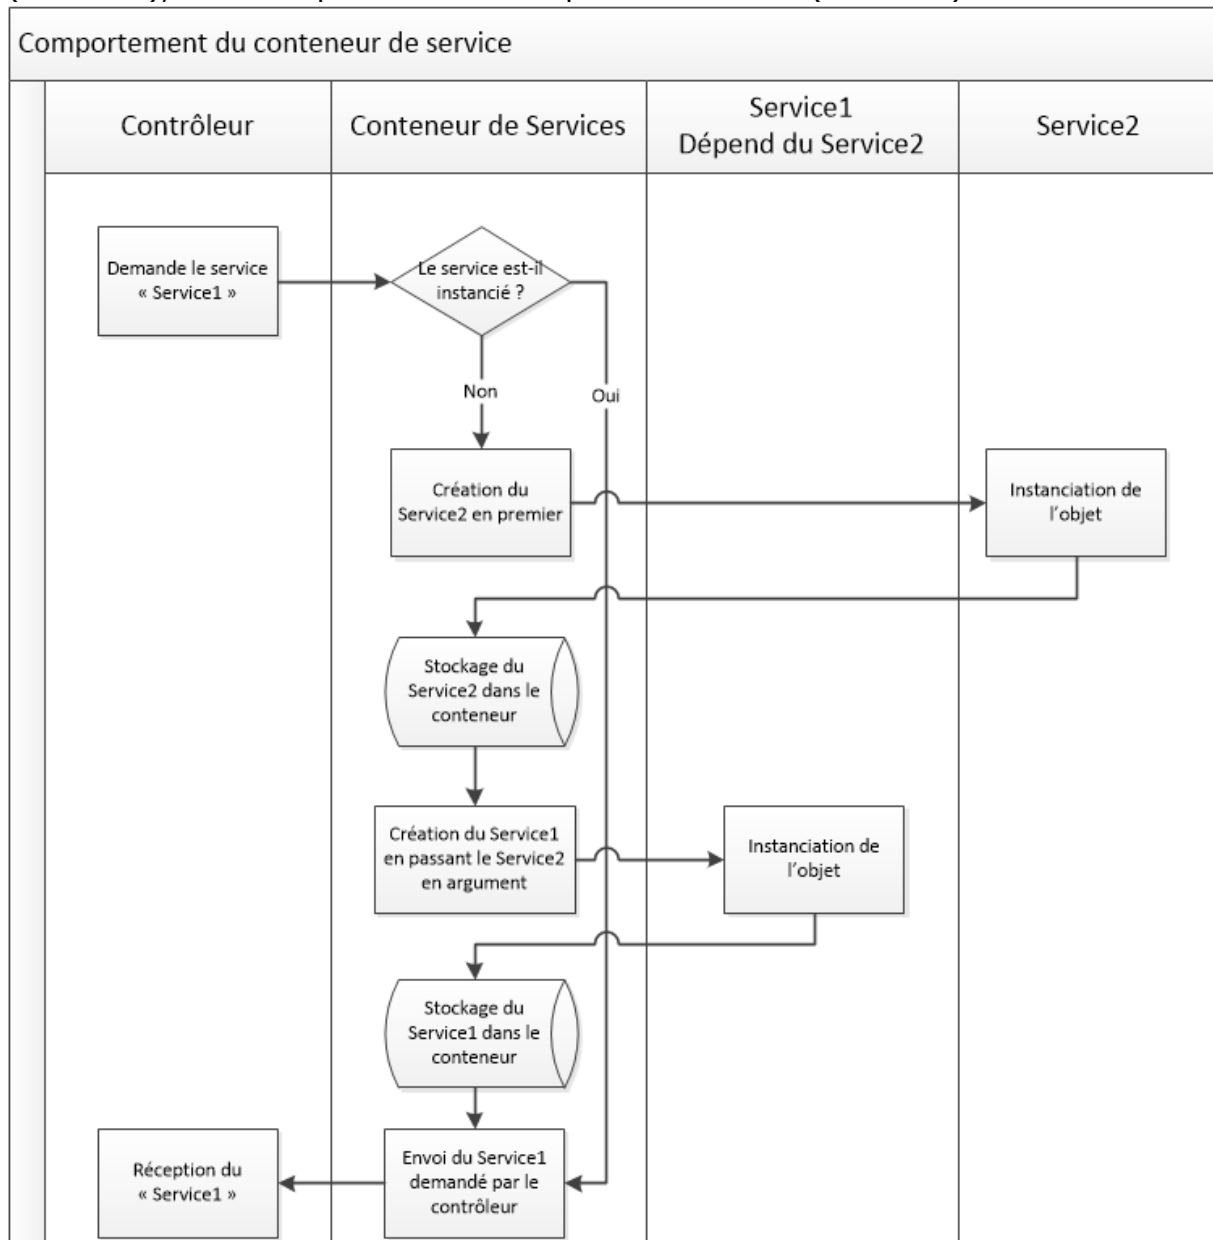 Comportement du conteneur de service
Contrôleur
Conteneur de Services
Service1
Dépend du Service2
Service2
Demande le service
« Service1 »
Le service est-il
instancié ?
Non
Oui
Création du
Service2 en premier
Instanciation de
l’objet
Stockage du
Service2 dans le
conteneur
Création du Service1
en passant le Service2
en argument
Instanciation de
l’objet
Stockage du
Service1 dans le
conteneur
Envoi du Service1
demandé par le
contrôleur
Réception du
« Service1 »